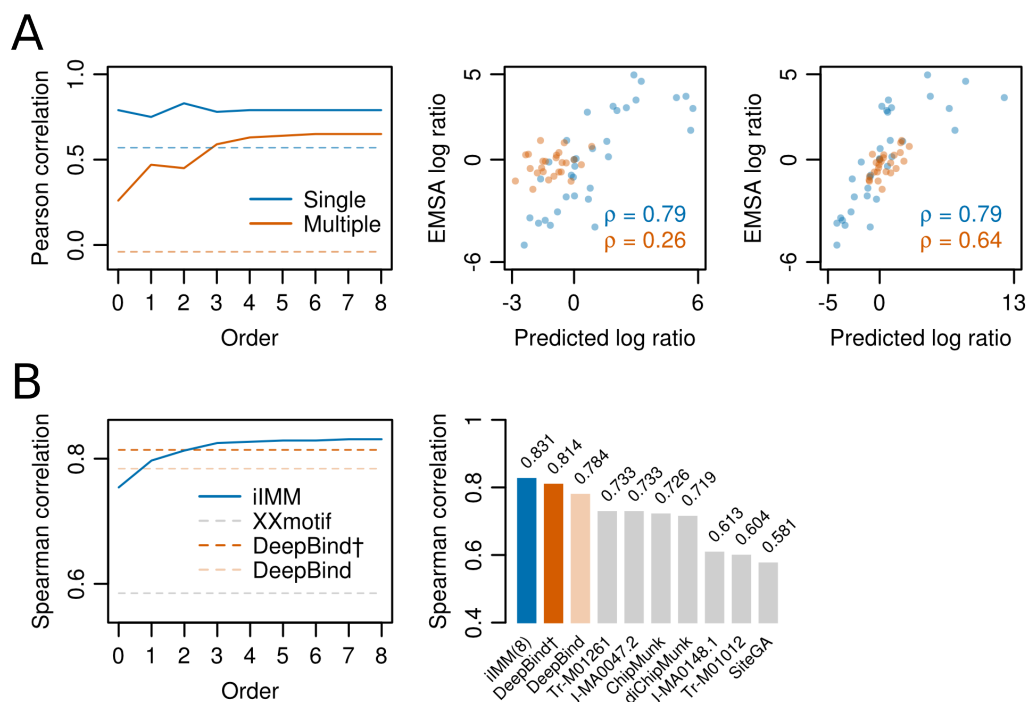 A
Pearson correlation
1.0
0.5
0.0
Single
Multiple
0 1 2 3 4 5 6 7 8
Order
EMSA log ratio
5
0
-6
ρ = 0.79
ρ = 0.26
-3 0 6
Predicted log ratio
EMSA log ratio
5
0
-6
ρ = 0.79
ρ = 0.64
-5 0 13
Predicted log ratio
B
Spearman correlation
0.8
0.6
iIMM
XXmotif
DeepBind†
DeepBind
0 1 2 3 4 5 6 7 8
Order
Spearman correlation
1
0.8
0.6
0.4
0.831
0.814
0.784
0.733
0.733
0.726
0.719
0.613
0.604
0.581
iIMM(8)
DeepBind†
DeepBind
Tr-M01261
I-MA0047.2
ChipMunk
diChipMunk
I-MA0148.1
Tr-M01012
SiteGA